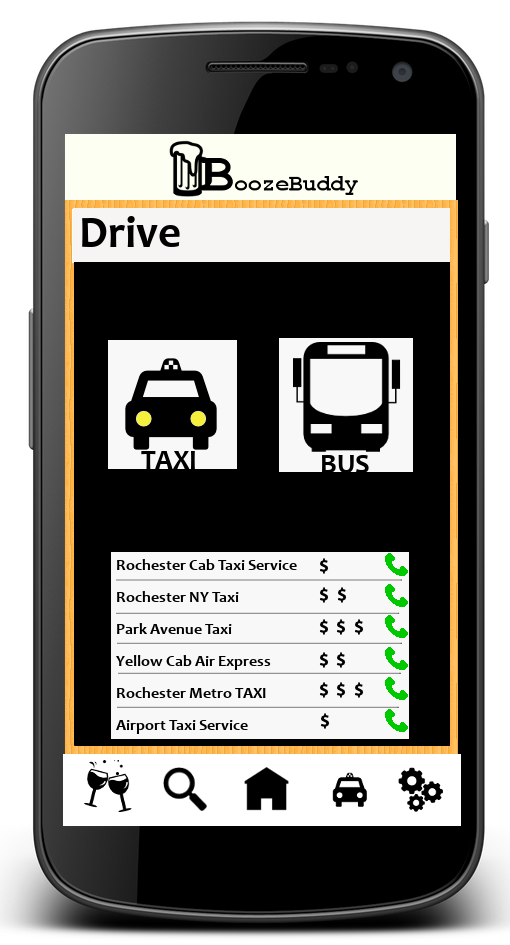 BoozeBuddy
Drive
TAXI
BUS
Rochester Cab Taxi Service $
Rochester NY Taxi $ $
Park Avenue Taxi $ $ $
Yellow Cab Air Express $ $
Rochester Metro TAXI $ $ $
Airport Taxi Service $